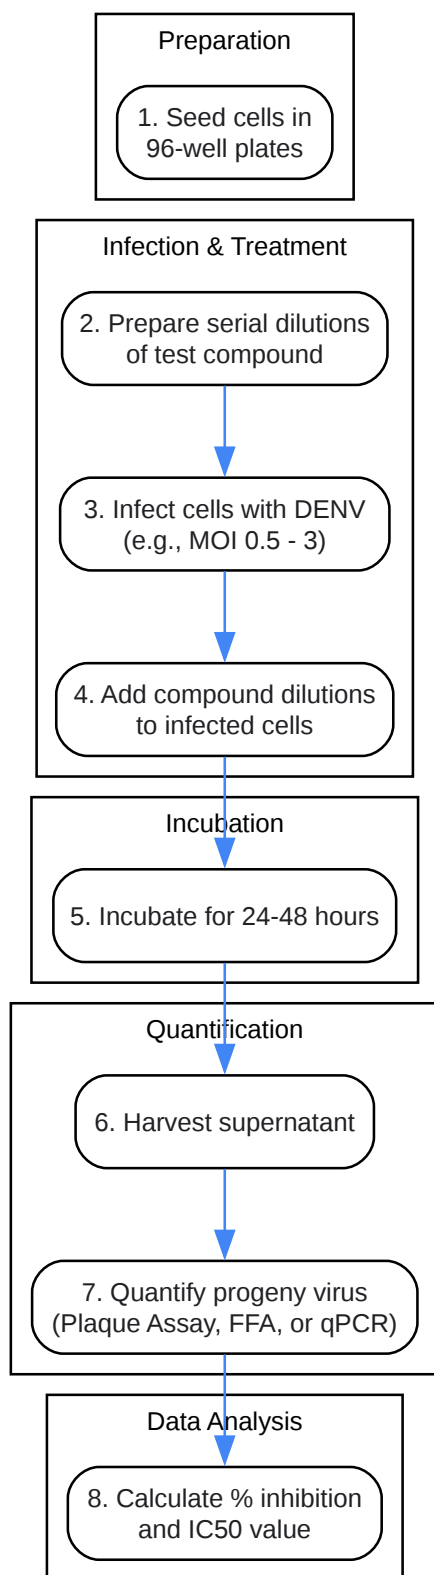 Preparation
1. Seed cells in
96-well plates
Infection & Treatment
2. Prepare serial dilutions
of test compound
3. Infect cells with DENV
(e.g., MOI 0.5 - 3)
4. Add compound dilutions
to infected cells
Incubation
5. Incubate for 24-48 hours
Quantification
6. Harvest supernatant
7. Quantify progeny virus
(Plaque Assay, FFA, or qPCR)
Data Analysis
8. Calculate % inhibition
and IC50 value